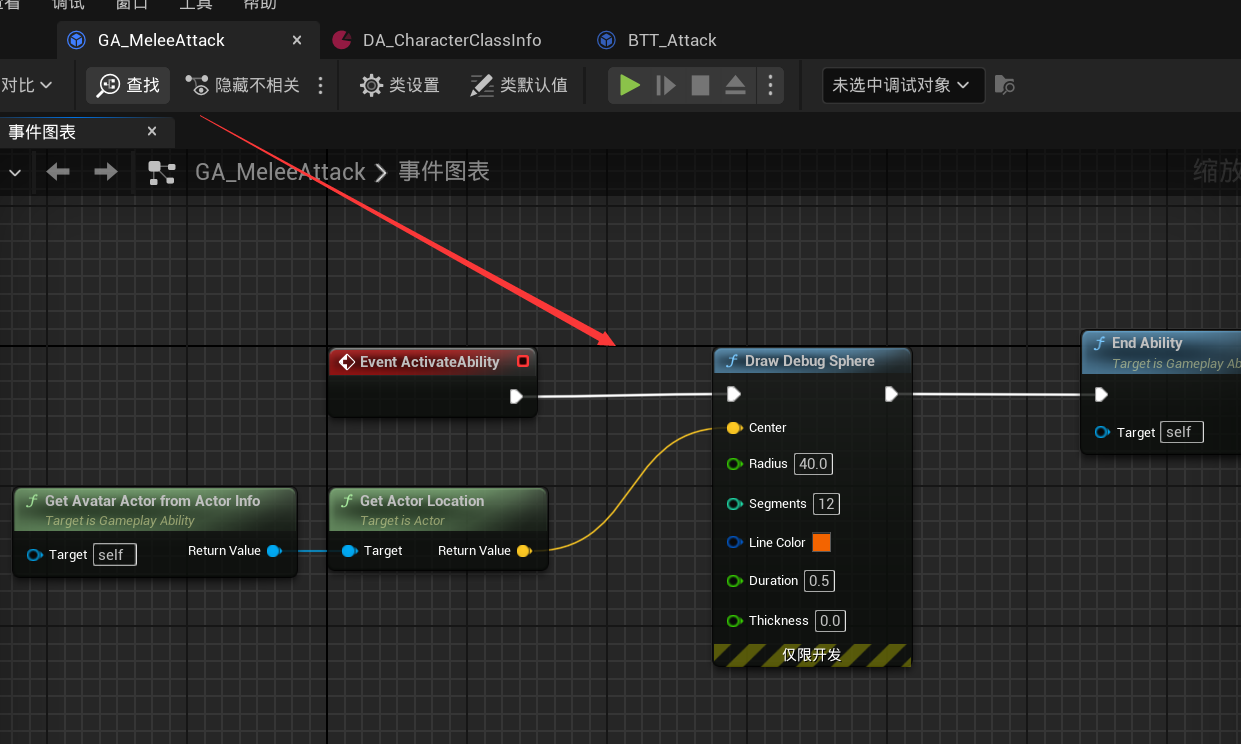 调试 窗口 工具 帮助
GA_MeleeAttack
DA_CharacterClassInfo
BTT_Attack
对比
查找
隐藏不相关
类设置
类默认值
未选中调试对象
事件图表
GA_MeleeAttack
事件图表
缩放
Event ActivateAbility
Draw Debug Sphere
Center
Radius 40.0
Segments 12
Line Color
Duration 0.5
Thickness 0.0
仅限开发
End Ability
Target is Gameplay Ab
Target self
Get Avatar Actor from Actor Info
Target is Gameplay Ability
Target self
Return Value
Get Actor Location
Target is Actor
Target
Return Value